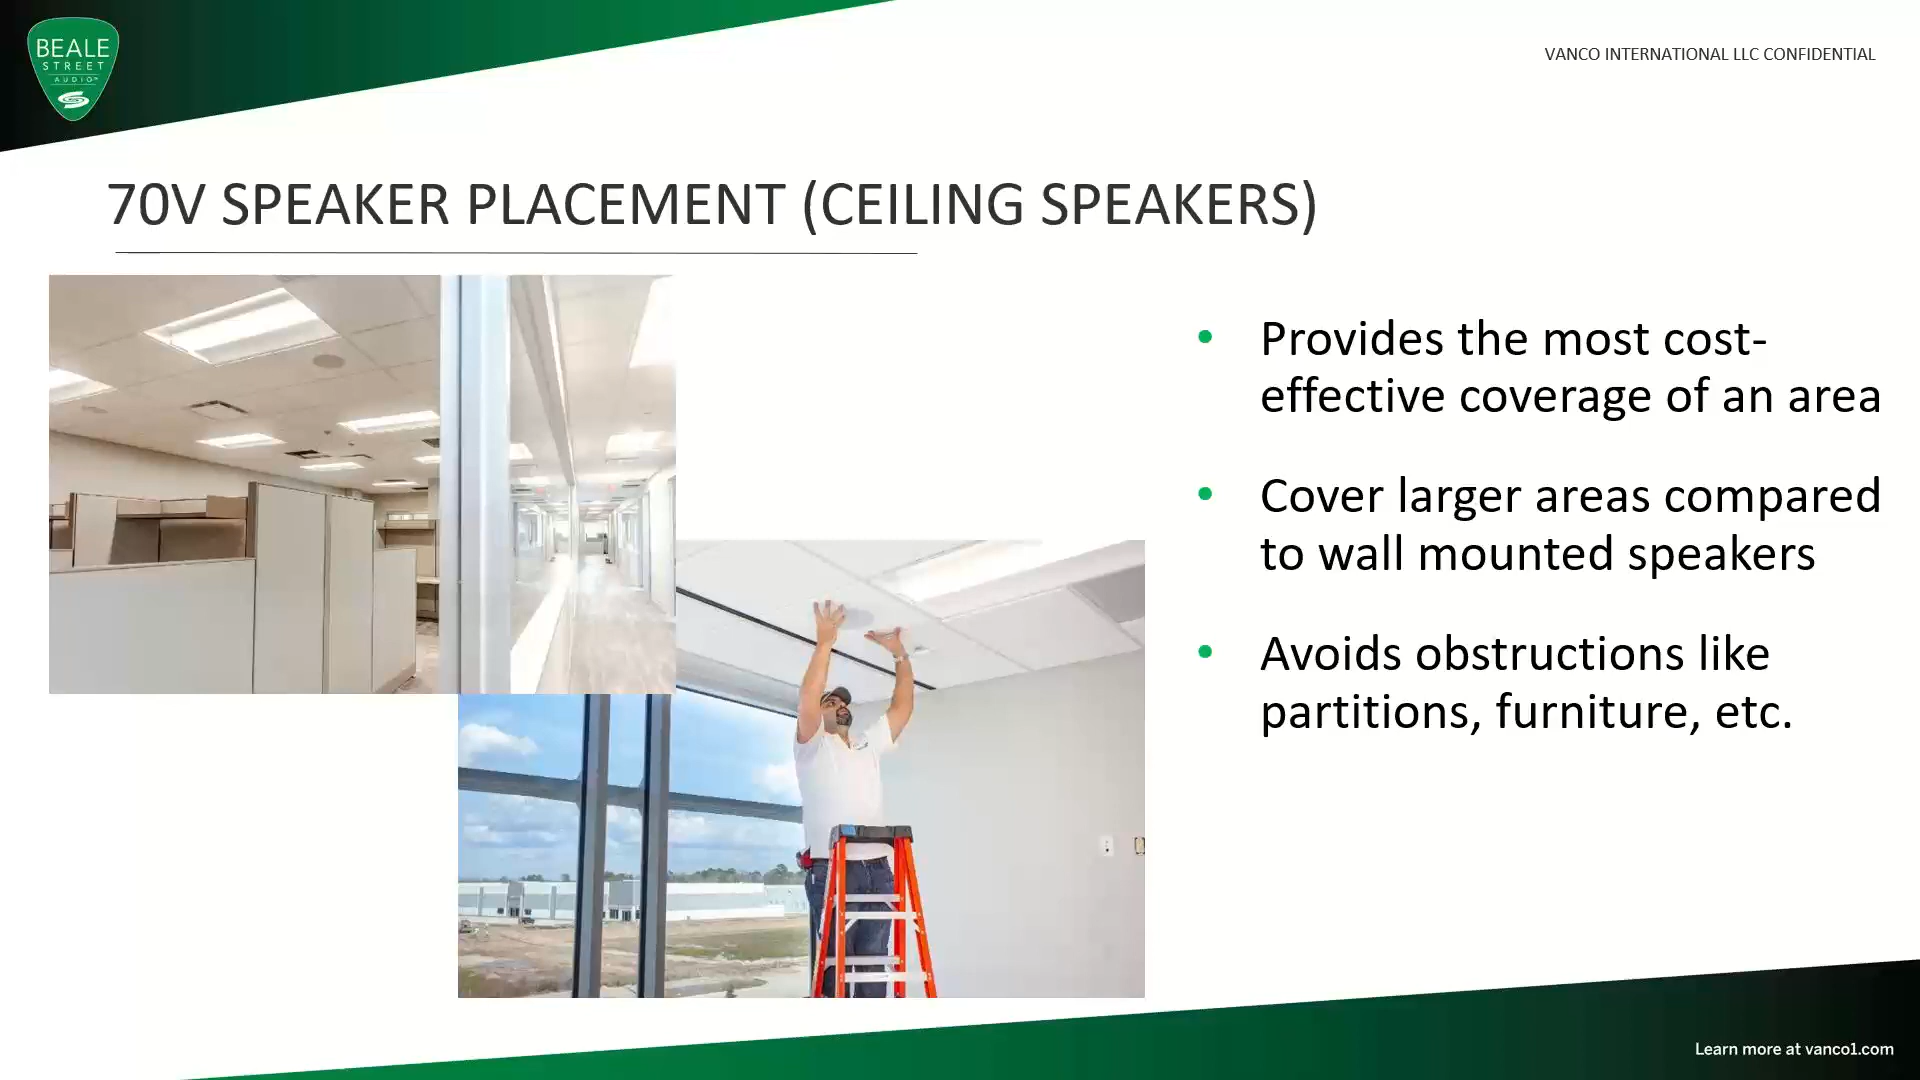 BEALE
STREET
AUDIO™
VANCO INTERNATIONAL LLC CONFIDENTIAL
70V SPEAKER PLACEMENT (CEILING SPEAKERS)
• Provides the most cost-
effective coverage of an area
• Cover larger areas compared
to wall mounted speakers
• Avoids obstructions like
partitions, furniture, etc.
Learn more at vanco1.com